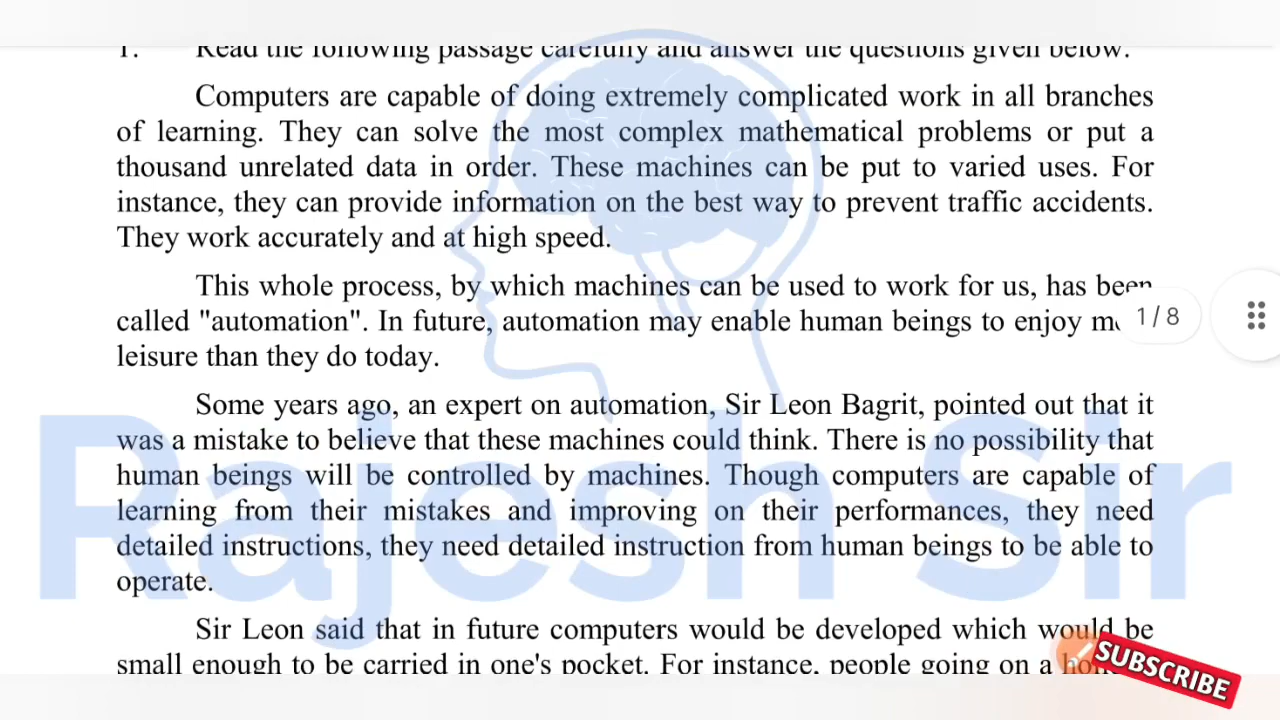 1. Read the following passage carefully and answer the questions given below.
Computers are capable of doing extremely complicated work in all branches
of learning. They can solve the most complex mathematical problems or put a
thousand unrelated data in order. These machines can be put to varied uses. For
instance, they can provide information on the best way to prevent traffic accidents.
They work accurately and at high speed.
This whole process, by which machines can be used to work for us, has been
called "automation". In future, automation may enable human beings to enjoy
1/8
leisure than they do today.
Some years ago, an expert on automation, Sir Leon Bagrit, pointed out that it
was a mistake to believe that these machines could think. There is no possibility that
human beings will be controlled by machines. Though computers are capable of
learning from their mistakes and improving on their performances, they need
detailed instructions, they need detailed instruction from human beings to be able to
operate.
Rajesh Sir
Sir Leon said that in future computers would be developed which would be
small enough to be carried in one's pocket. For instance, people going on a
SUBSCRIBE